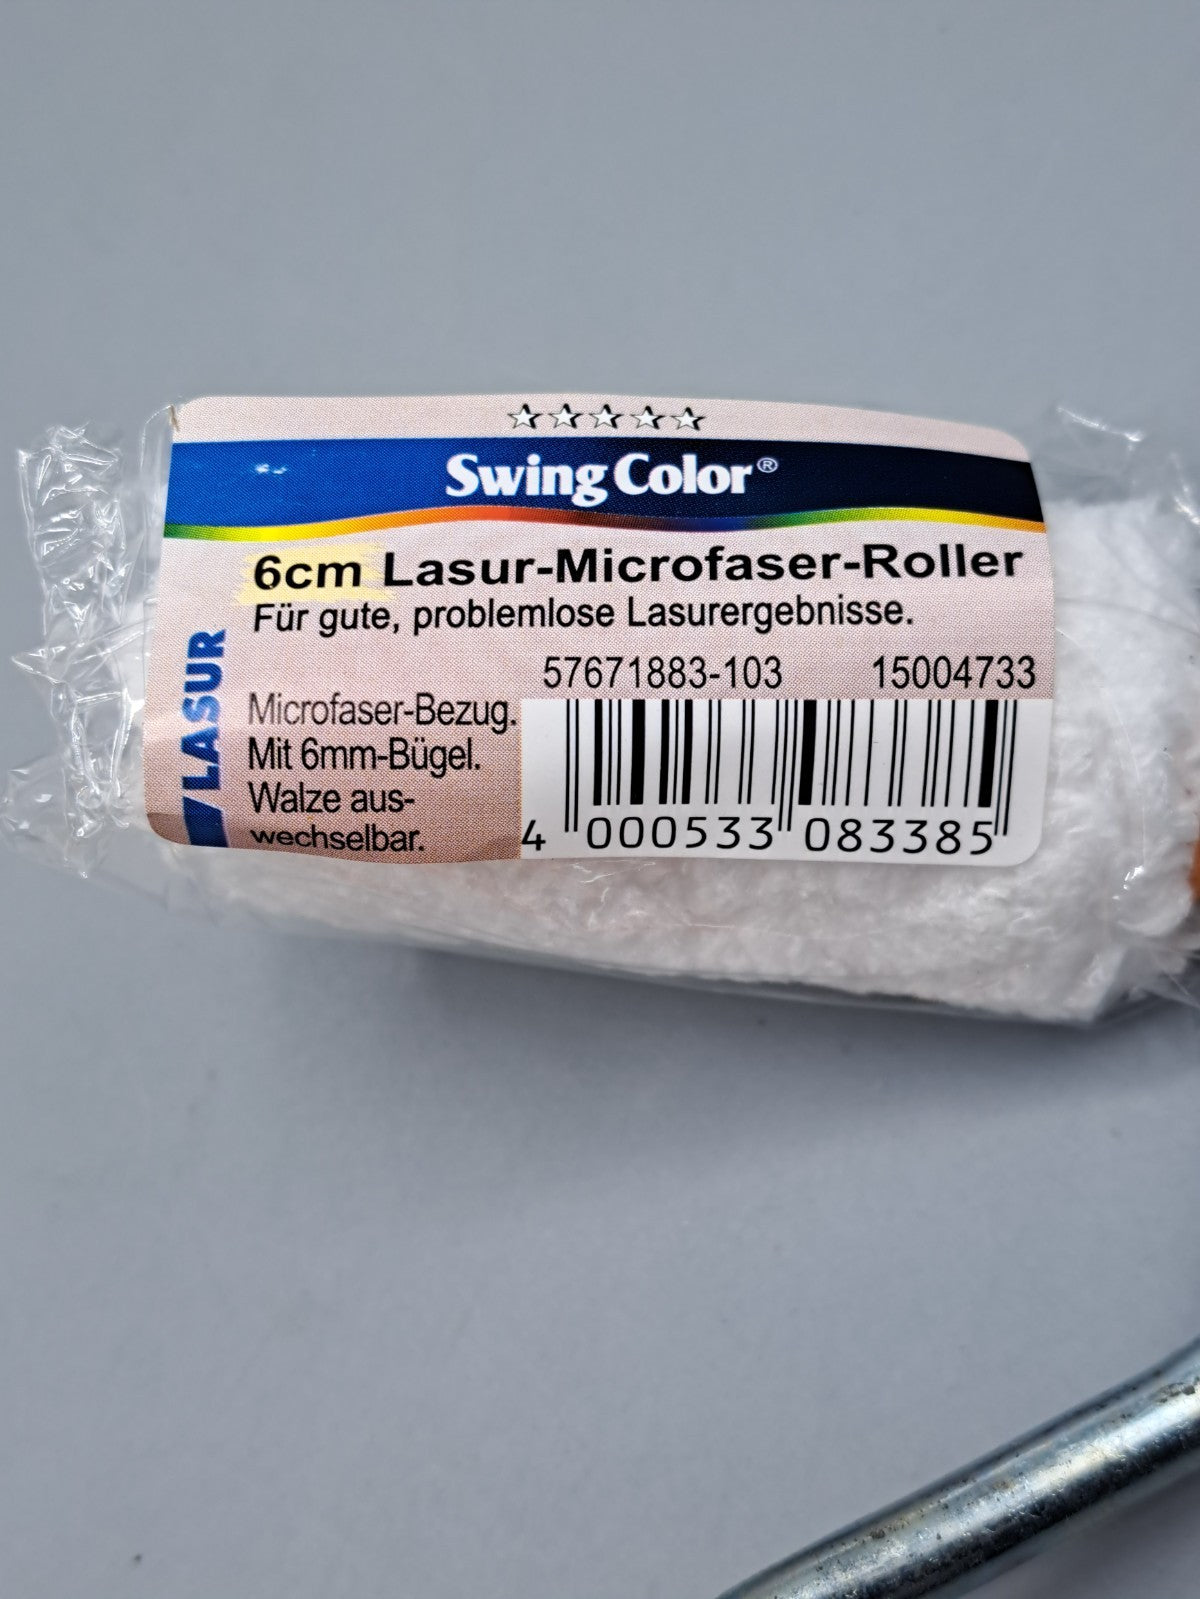 Swing Color®
6cm Lasur-Microfaser-Roller
Für gute, problemlose Lasurergebnisse.
57671883-103 15004733
LASUR
Microfaser-Bezug.
Mit 6mm-Bügel.
Walze aus-
wechselbar.
4 000533 083385